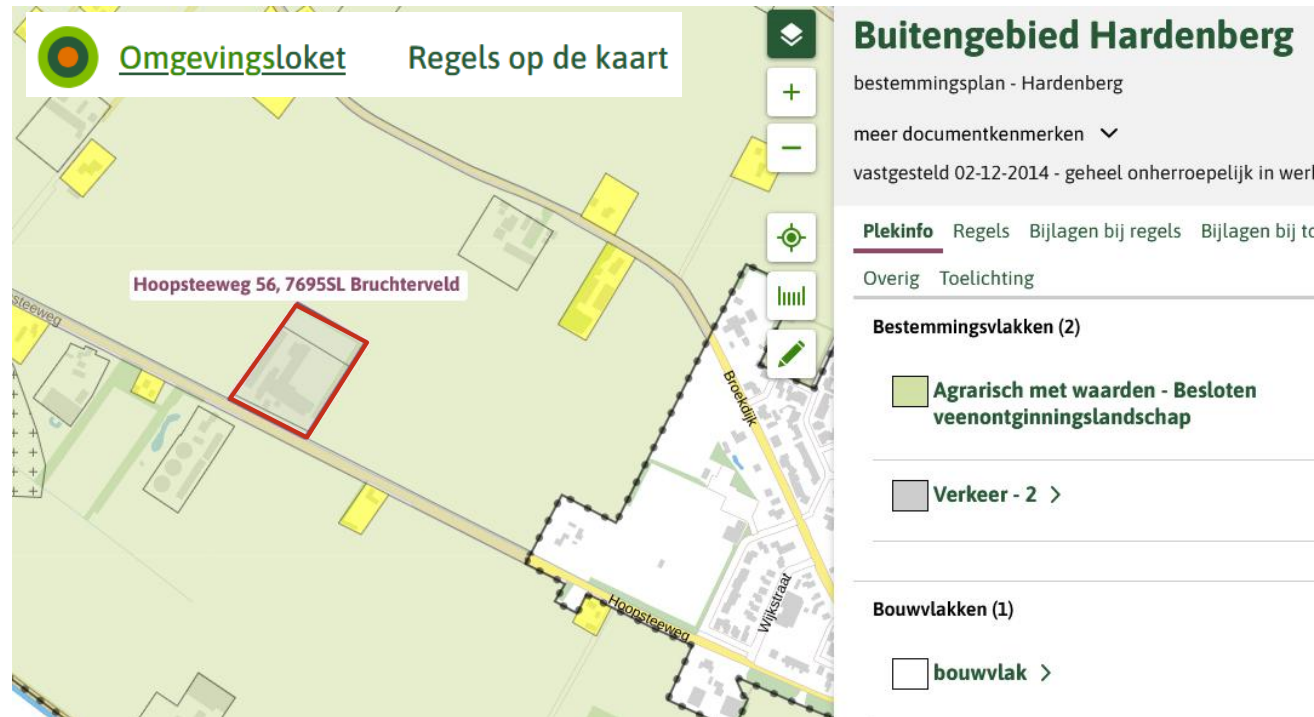 Omgevingsloket
Regels op de kaart
Hoopsteeweg 56, 7695SL Bruchterveld
steeweg
Broekdijk
Hoopsteeweg
Wijkstraat
Buitengebied Hardenberg
bestemmingsplan - Hardenberg
meer documentkenmerken
vastgesteld 02-12-2014 - geheel onherroepelijk in werk
Plekinfo Regels Bijlagen bij regels Bijlagen bij to
Overig Toelichting
Bestemmingsvlakken (2)
Agrarisch met waarden - Besloten
veenontginningslandschap
Verkeer - 2 >
Bouwvlakken (1)
bouwvlak >